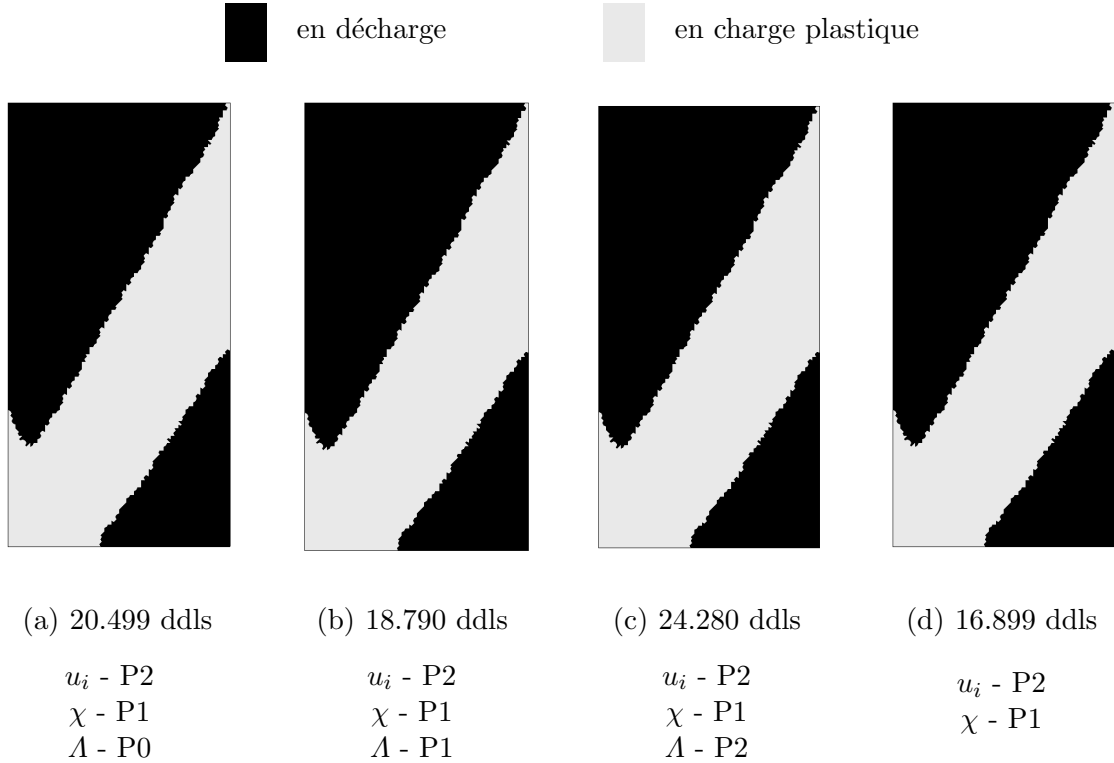 en décharge en charge plastique
(a) 20.499 ddls (b) 18.790 ddls (c) 24.280 ddls (d) 16.899 ddls
u_i - P2 u_i - P2 u_i - P2 u_i - P2
χ - P1 χ - P1 χ - P1 χ - P1
Λ - P0 Λ - P1 Λ - P2